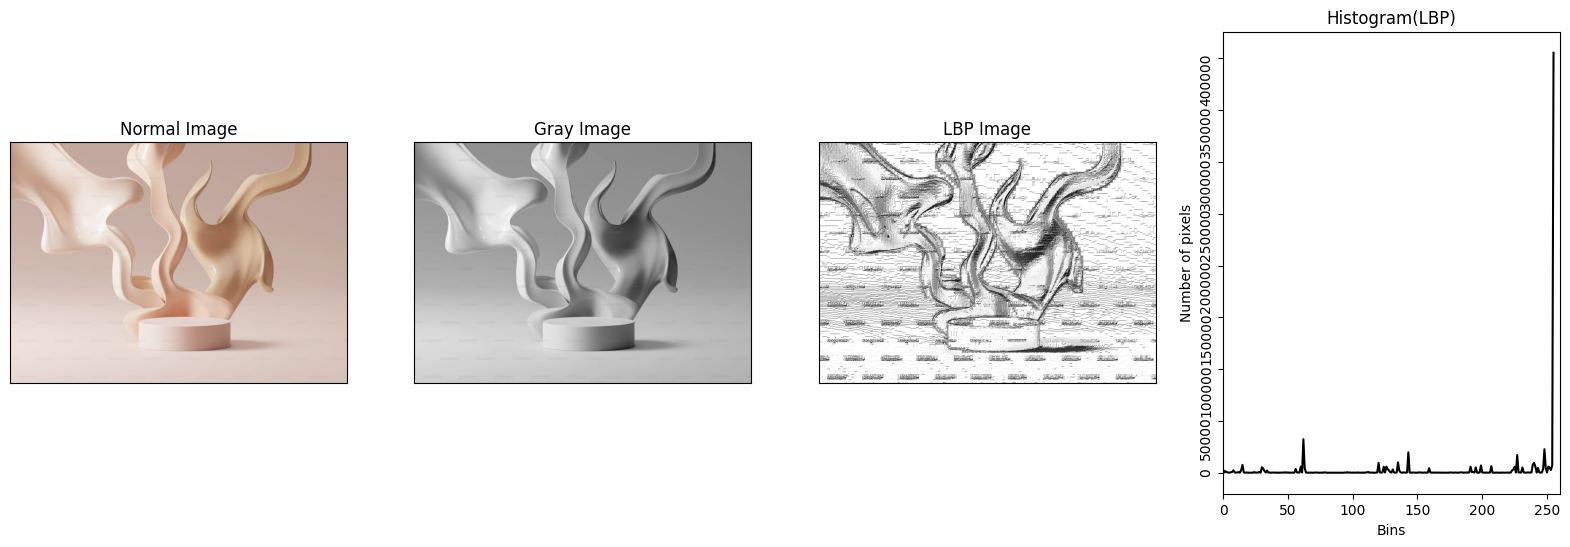 Normal Image
Gray Image
LBP Image
Histogram(LBP)
Number of pixels
0
50000
100000
150000
200000
250000
300000
350000
400000
0 50 100 150 200 250
Bins